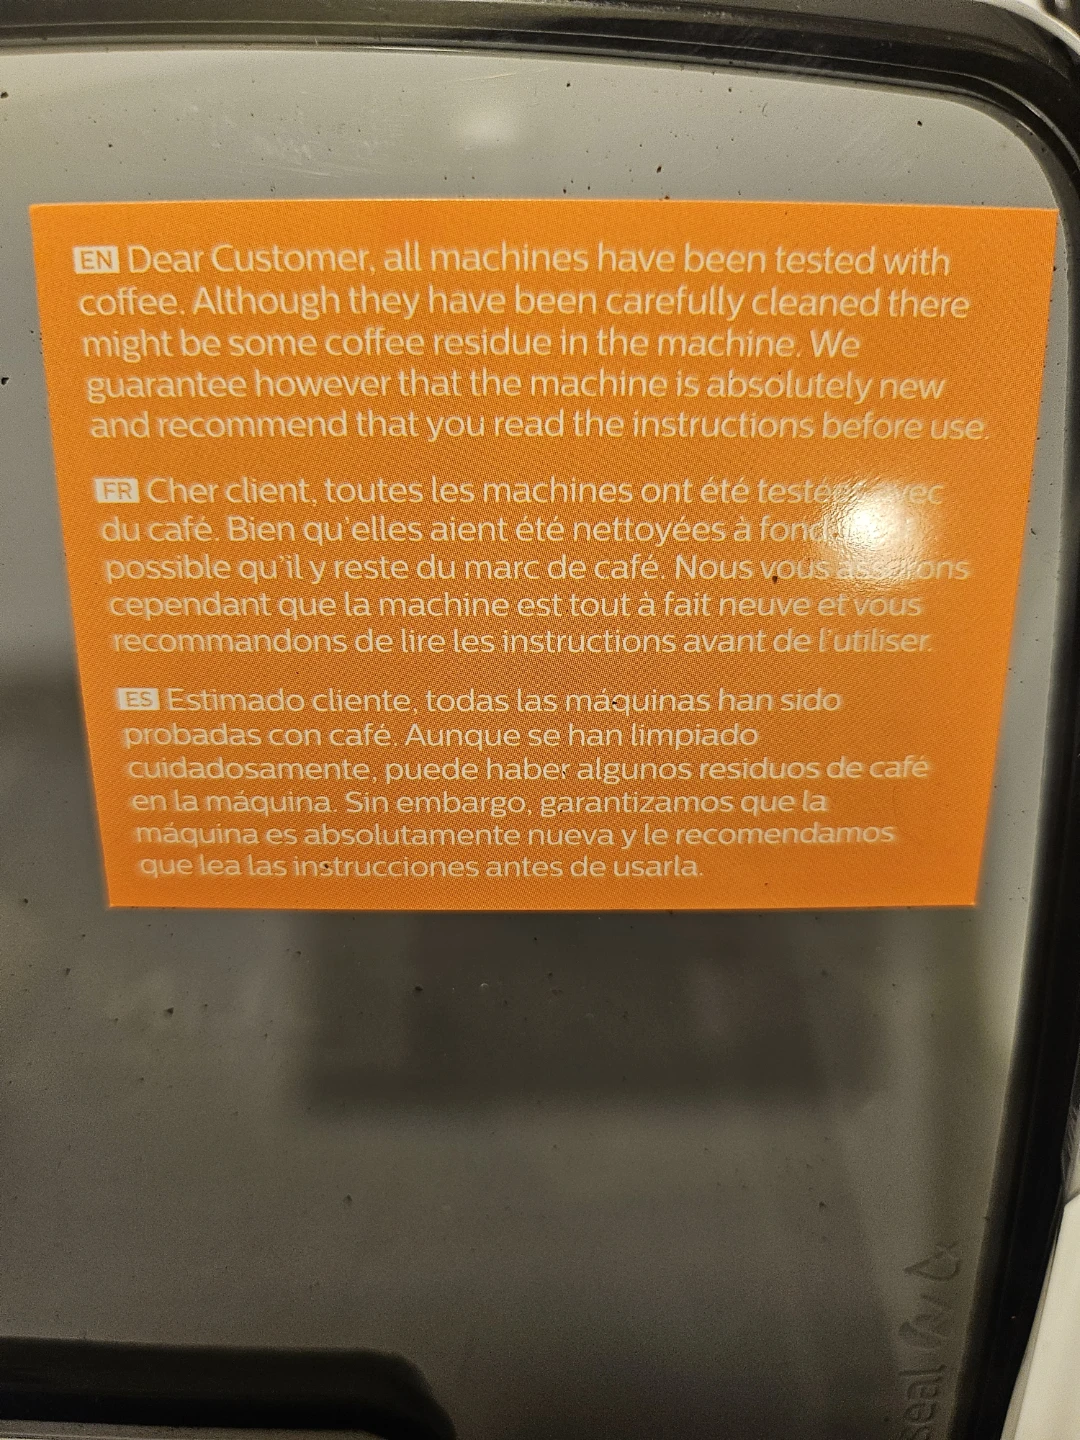 EN Dear Customer, all machines have been tested with
coffee. Although they have been carefully cleaned there
might be some coffee residue in the machine. We
guarantee however that the machine is absolutely new
and recommend that you read the instructions before use.
FR Cher client, toutes les machines ont été
du café. Bien qu'elles aient été nettoyées à
possible qu'il y reste du marc de café. Nous vous
cependant que la machine est tout à fait neuve et vous
recommandons de lire les instructions avant de l'utiliser.
ES Estimado cliente, todas las máquinas han sido
probadas con café. Aunque se han limpiado
cuidadosamente, puede haber algunos residuos de café
en la máquina. Sin embargo, garantizamos que la
máquina es absolutamente nueva y le recomendamos
que lea las instrucciones antes de usarla.
seal